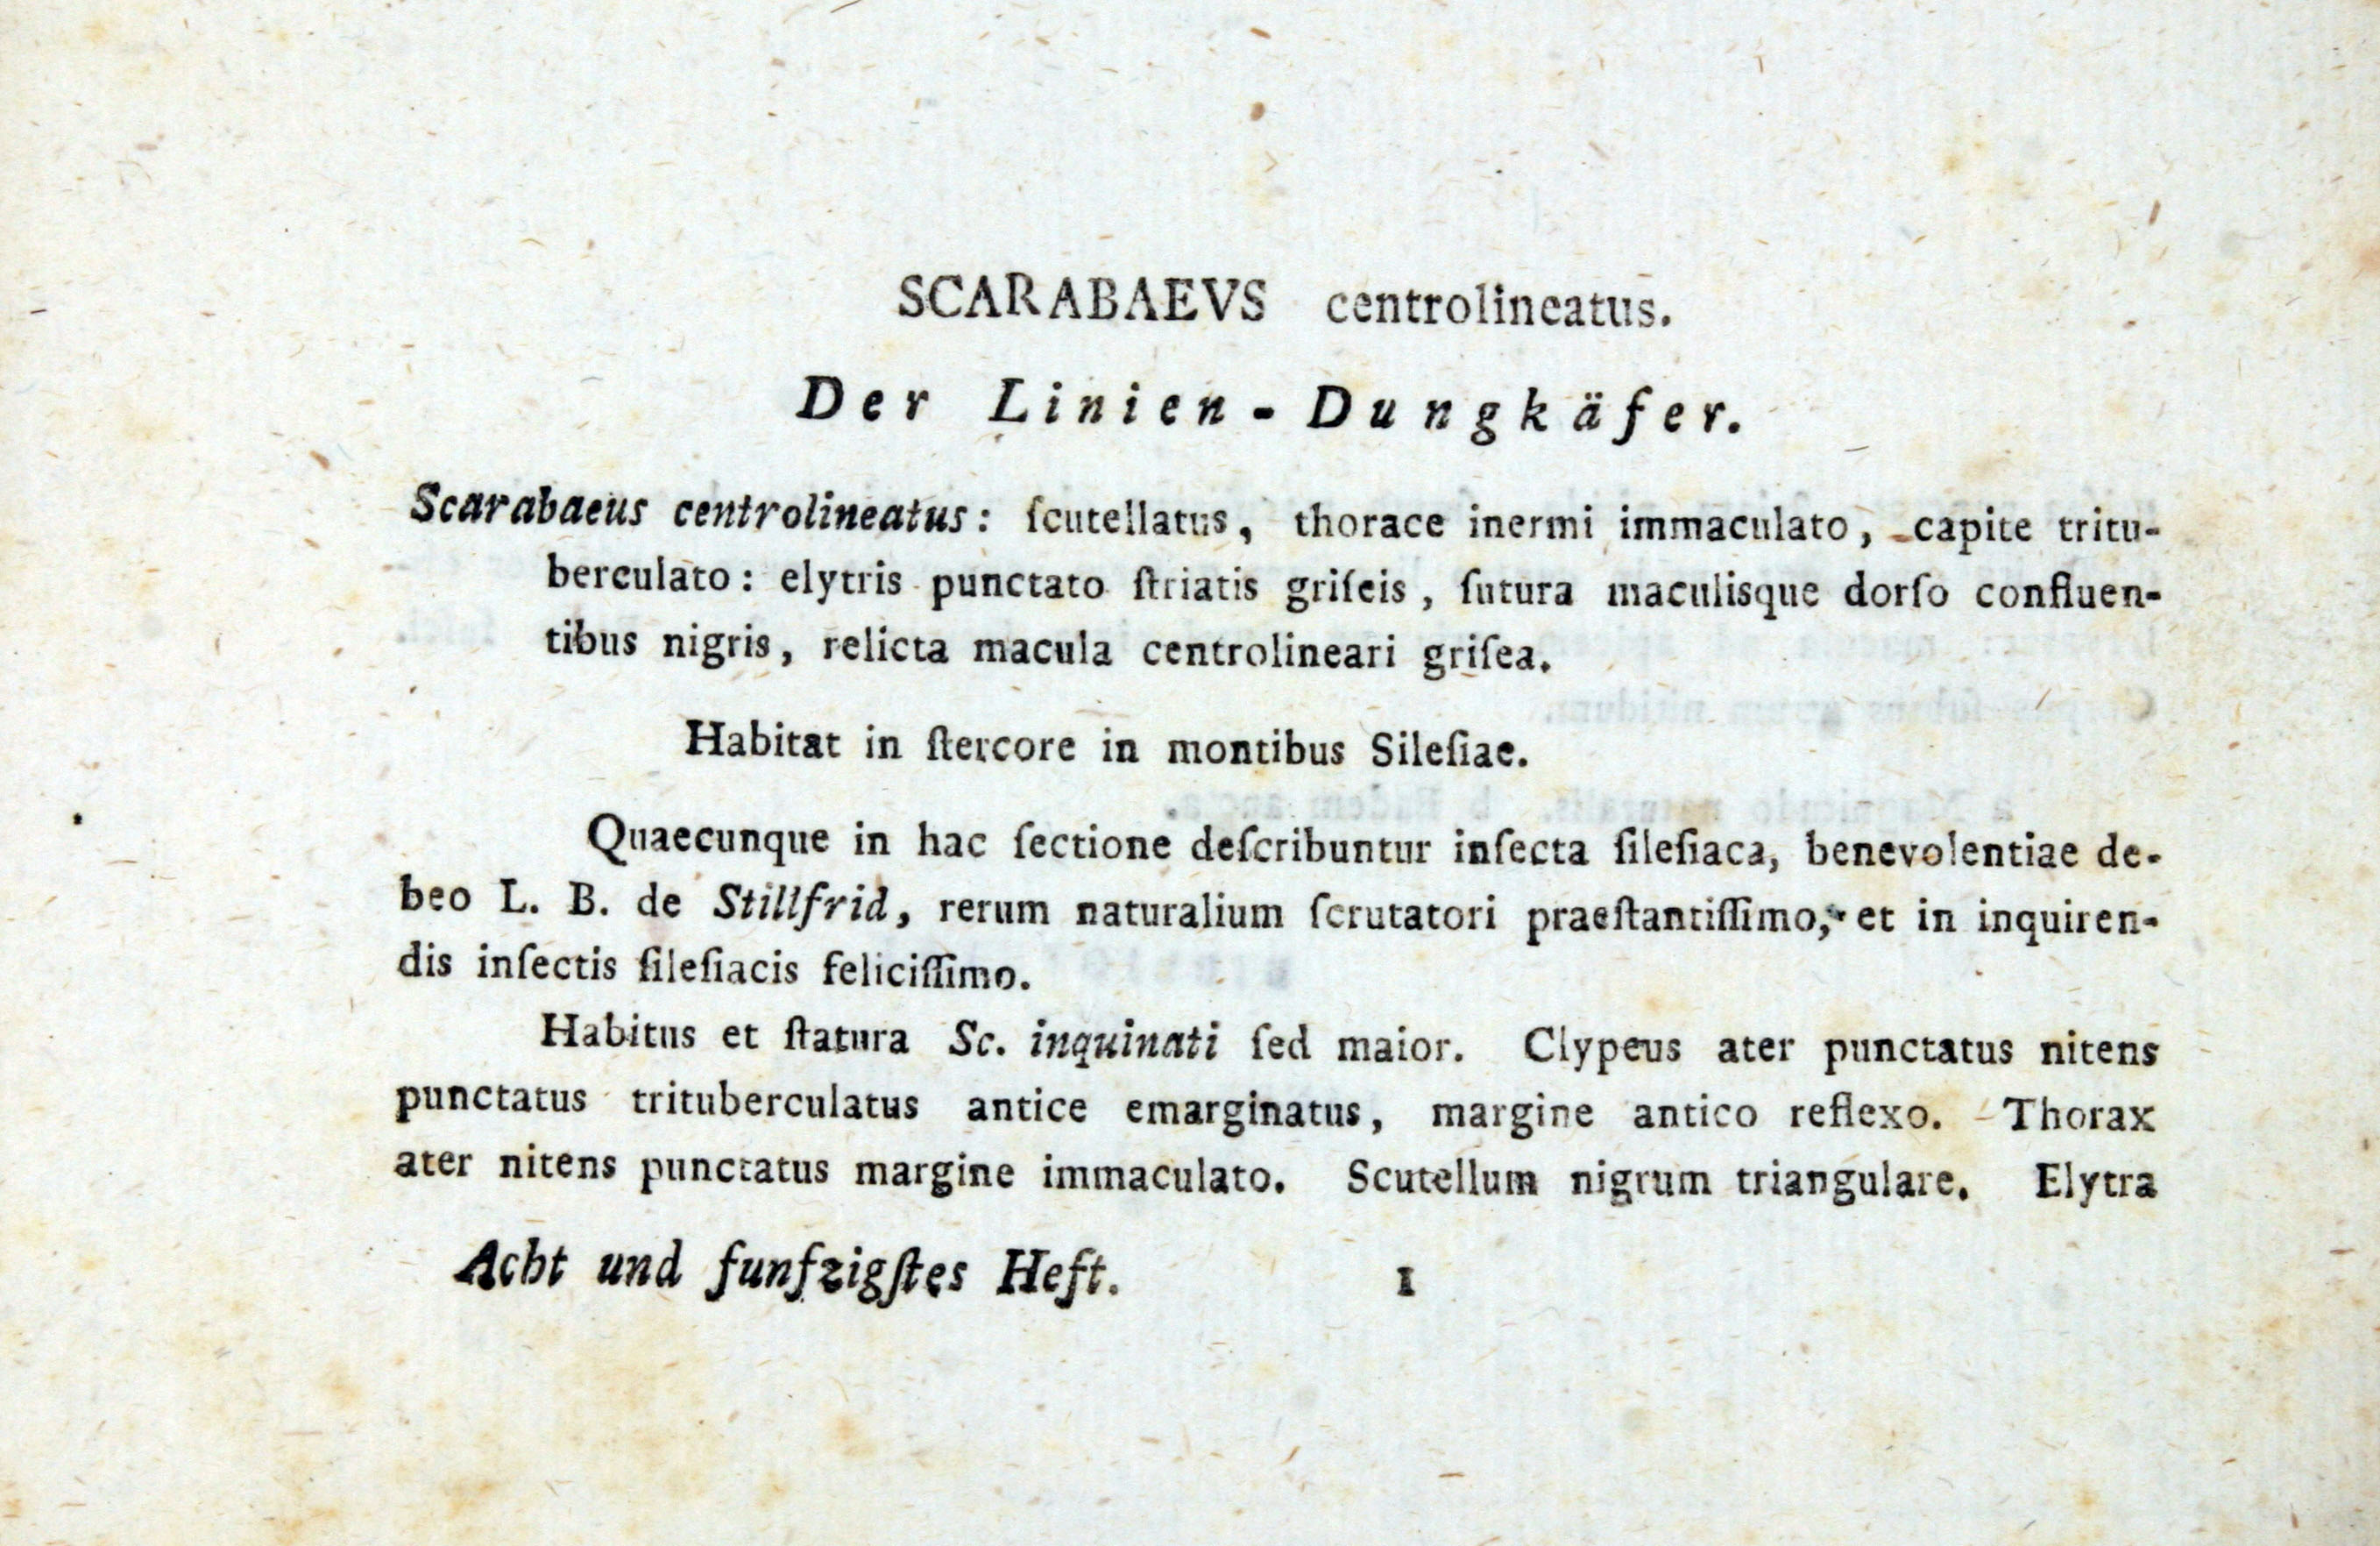 SCARABAEVS centrolineatus.
Der Linien-Dungkäfer.
Scarabaeus centrolineatus: ſcutellatus, thorace inermi immaculato, capite tritu-
berculato: elytris punctato ſtriatis griſeis, ſutura maculisque dorſo confluen-
tibus nigris, relicta macula centrolineari griſea.
Habitat in ſtercore in montibus Sileſiae.
Quaecunque in hac ſectione deſcribuntur inſecta ſileſiaca, benevolentiae de-
beo L. B. de Stillfrid, rerum naturalium ſcrutatori praeſtantiſſimo, et in inquiren-
dis inſectis ſileſiacis feliciſſimo.
Habitus et ſtatura Sc. inquinati ſed maior. Clypeus ater punctatus nitens
punctatus trituberculatus antice emarginatus, margine antico reflexo. Thorax
ater nitens punctatus margine immaculato. Scutellum nigrum triangulare. Elytra
Acht und funfzigſtes Heft. 1